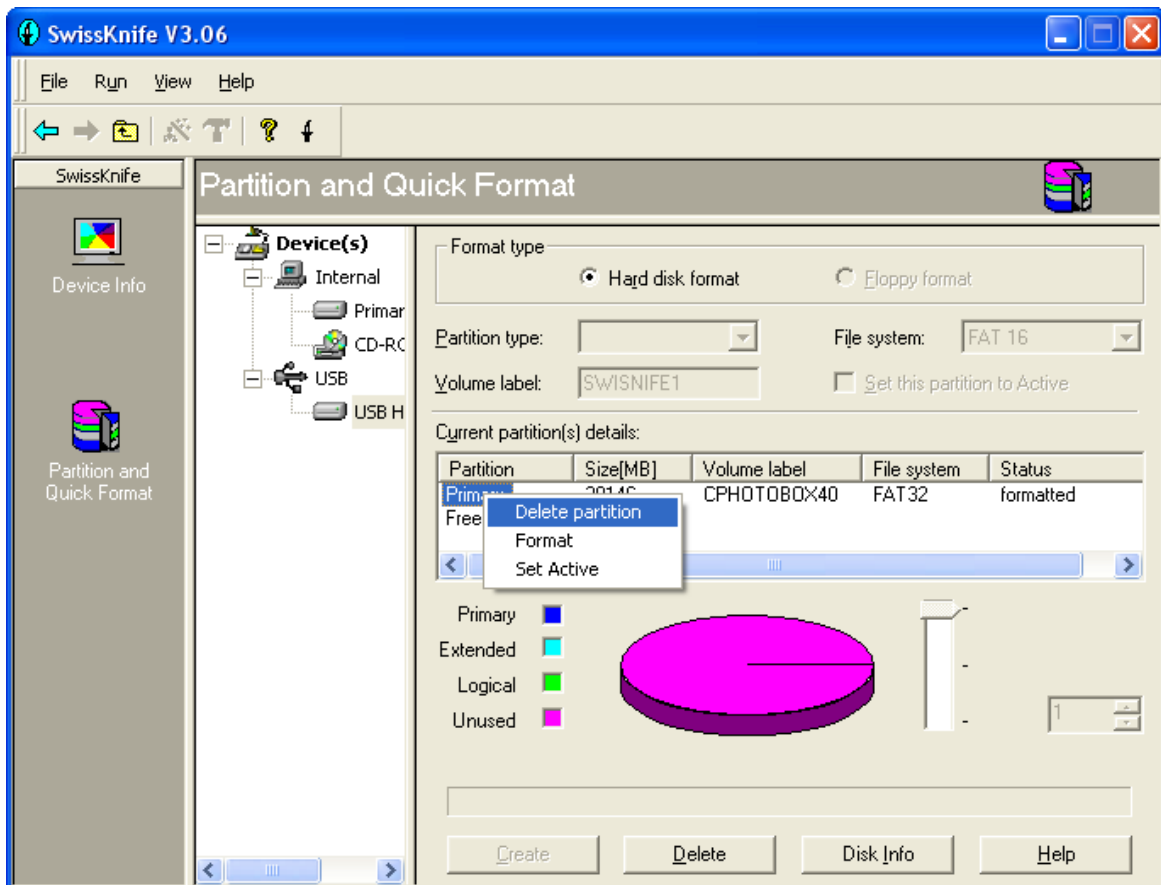 SwissKnife V3.06
File Run View Help
SwissKnife
Device Info
Partition and
Quick Format
Partition and Quick Format
Device(s)
Internal
Primar
CD-RO
USB
USB H
Format type
Hard disk format
Floppy format
Partition type:
File system: FAT 16
Volume label: SWISNIFE1
Set this partition to Active
Current partition(s) details:
Partition Size[MB] Volume label File system Status
CPHOTOBOX40 FAT32 formatted
Free
Delete partition
Format
Set Active
Primary
Extended
Logical
Unused
1
Create Delete Disk Info Help